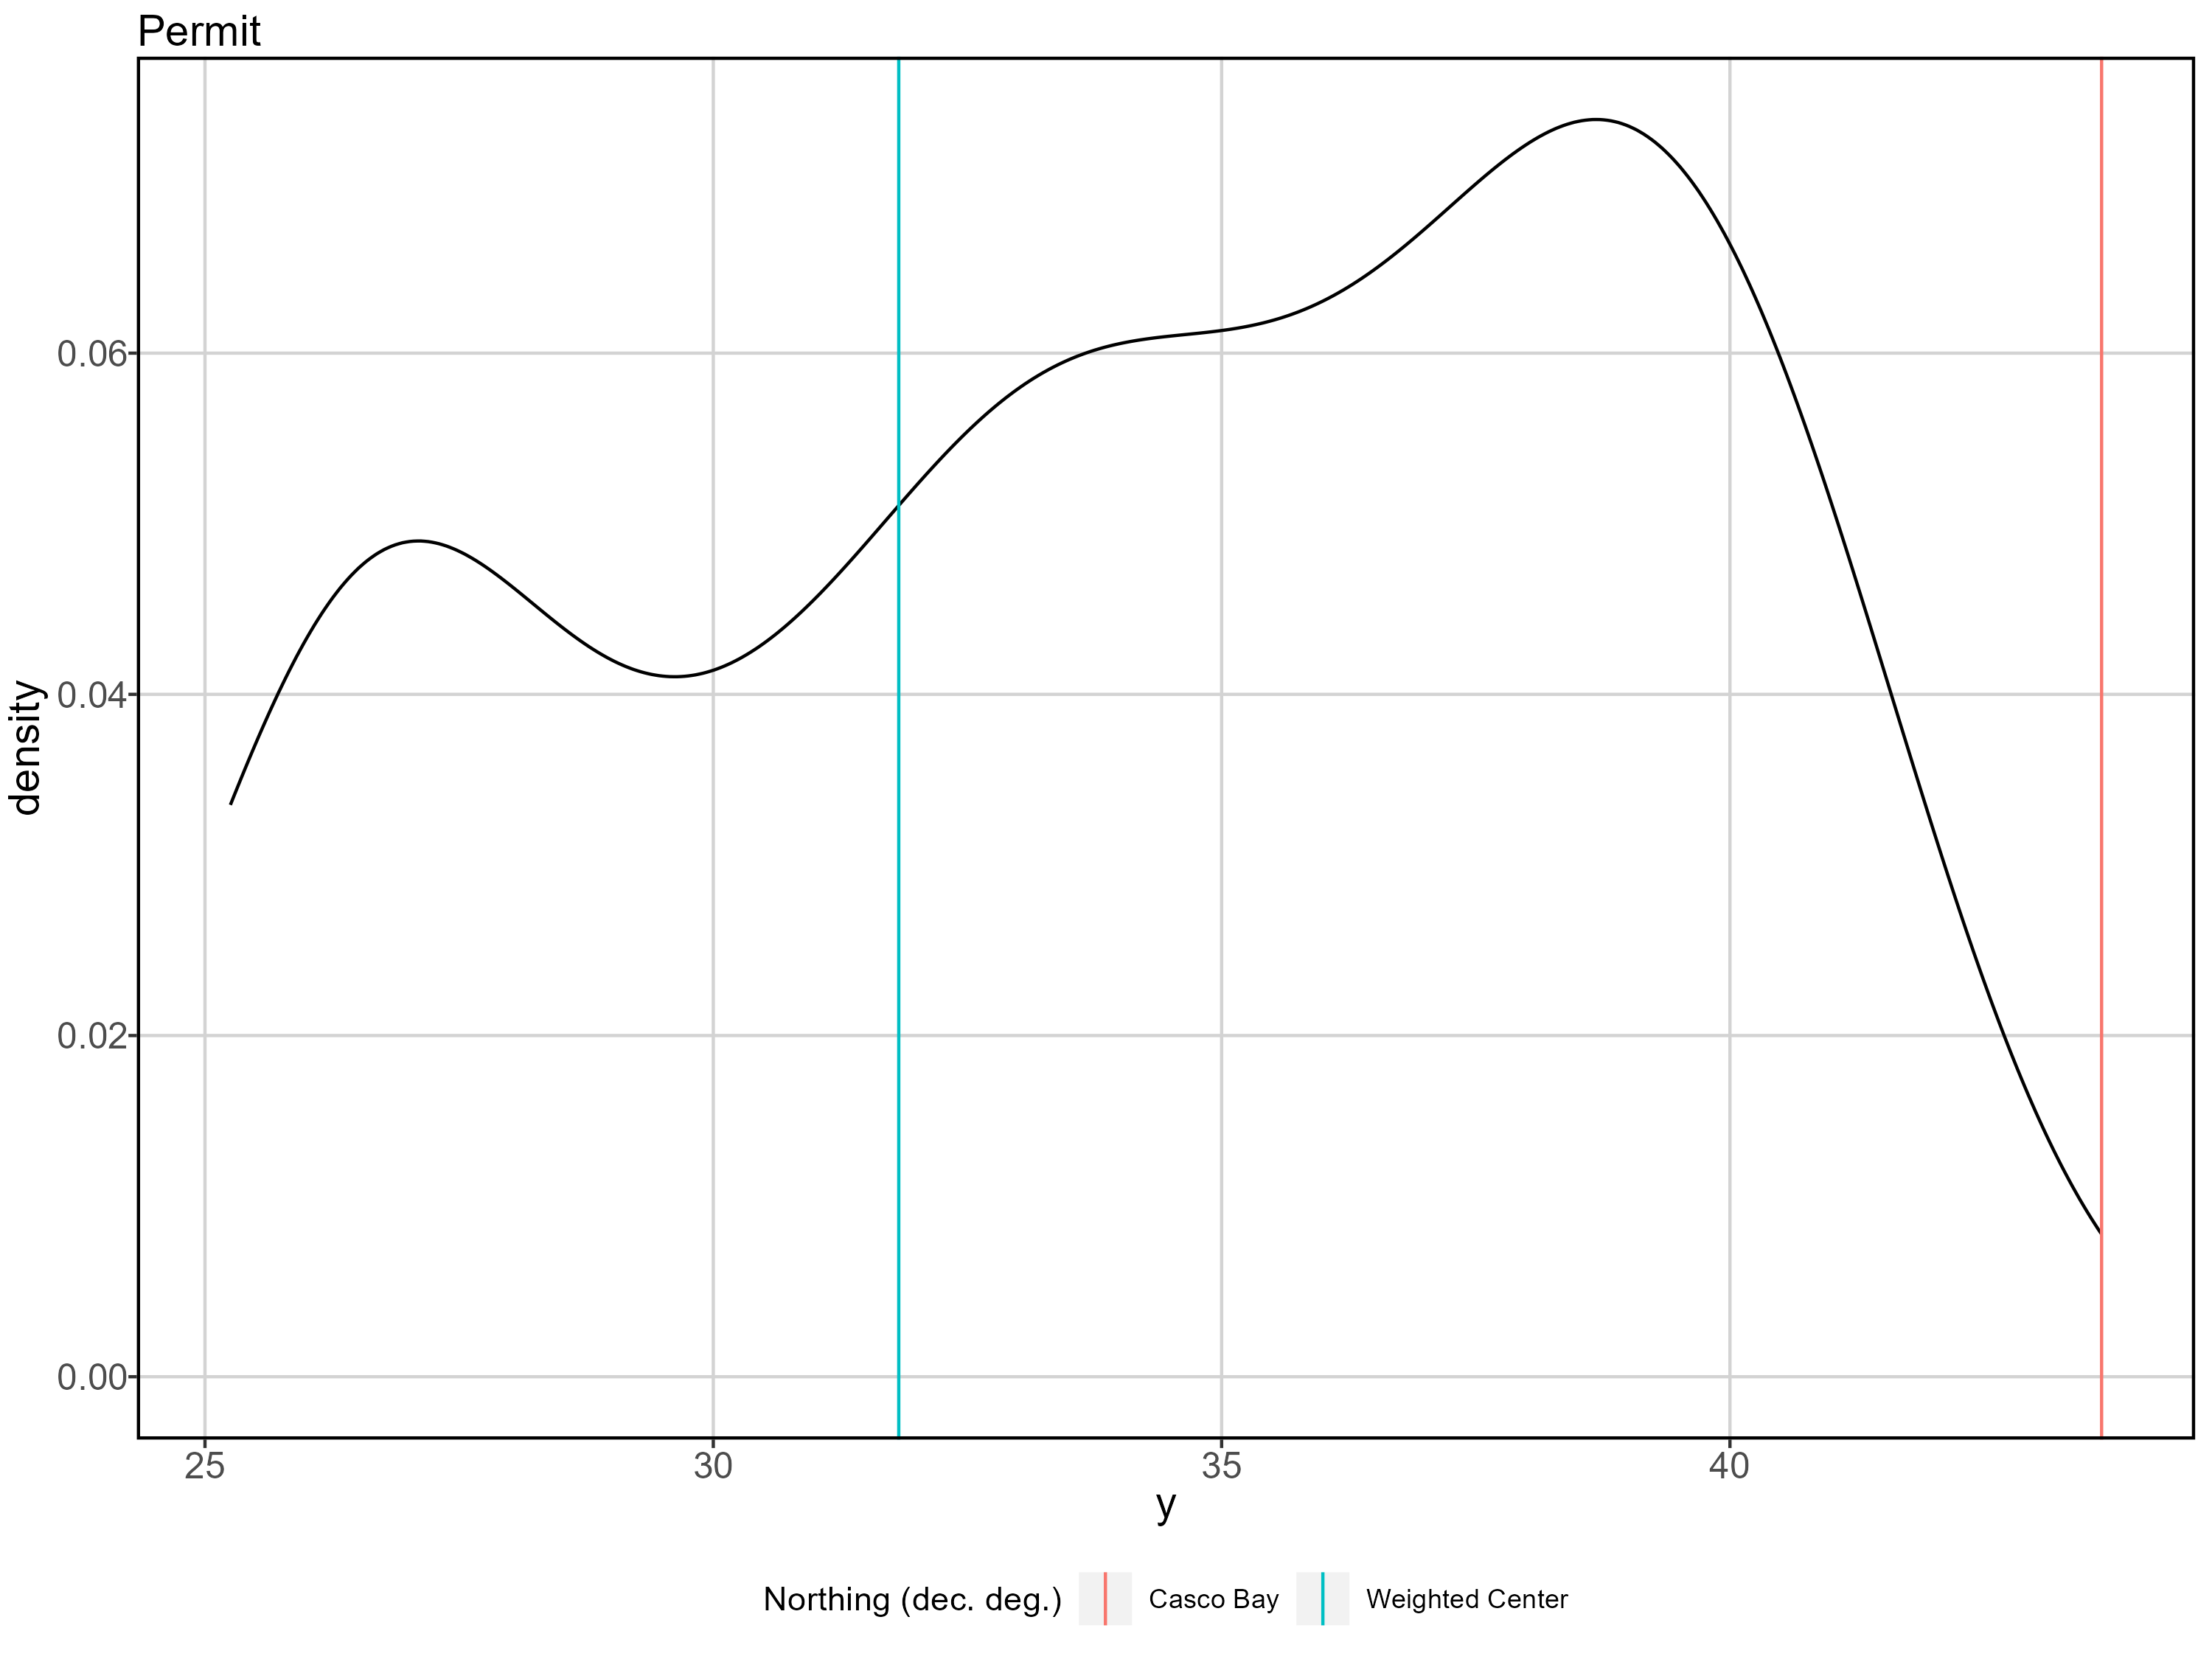 Permit
density
0.06
0.04
0.02
0.00
25 30 35 40
y
Northing (dec. deg.) Casco Bay Weighted Center